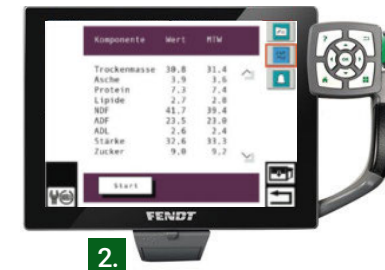 Komponente Wert MTW
Trockenmasse 30,8 31,4
Asche 3,9 3,6
Protein 7,3 7,4
Lipide 2,7 2,8
NDF 41,7 39,4
ADF 23,5 23,0
ADL 2,6 2,4
Stärke 32,6 33,3
Zucker 9,0 9,2
Start
FENDT
2.